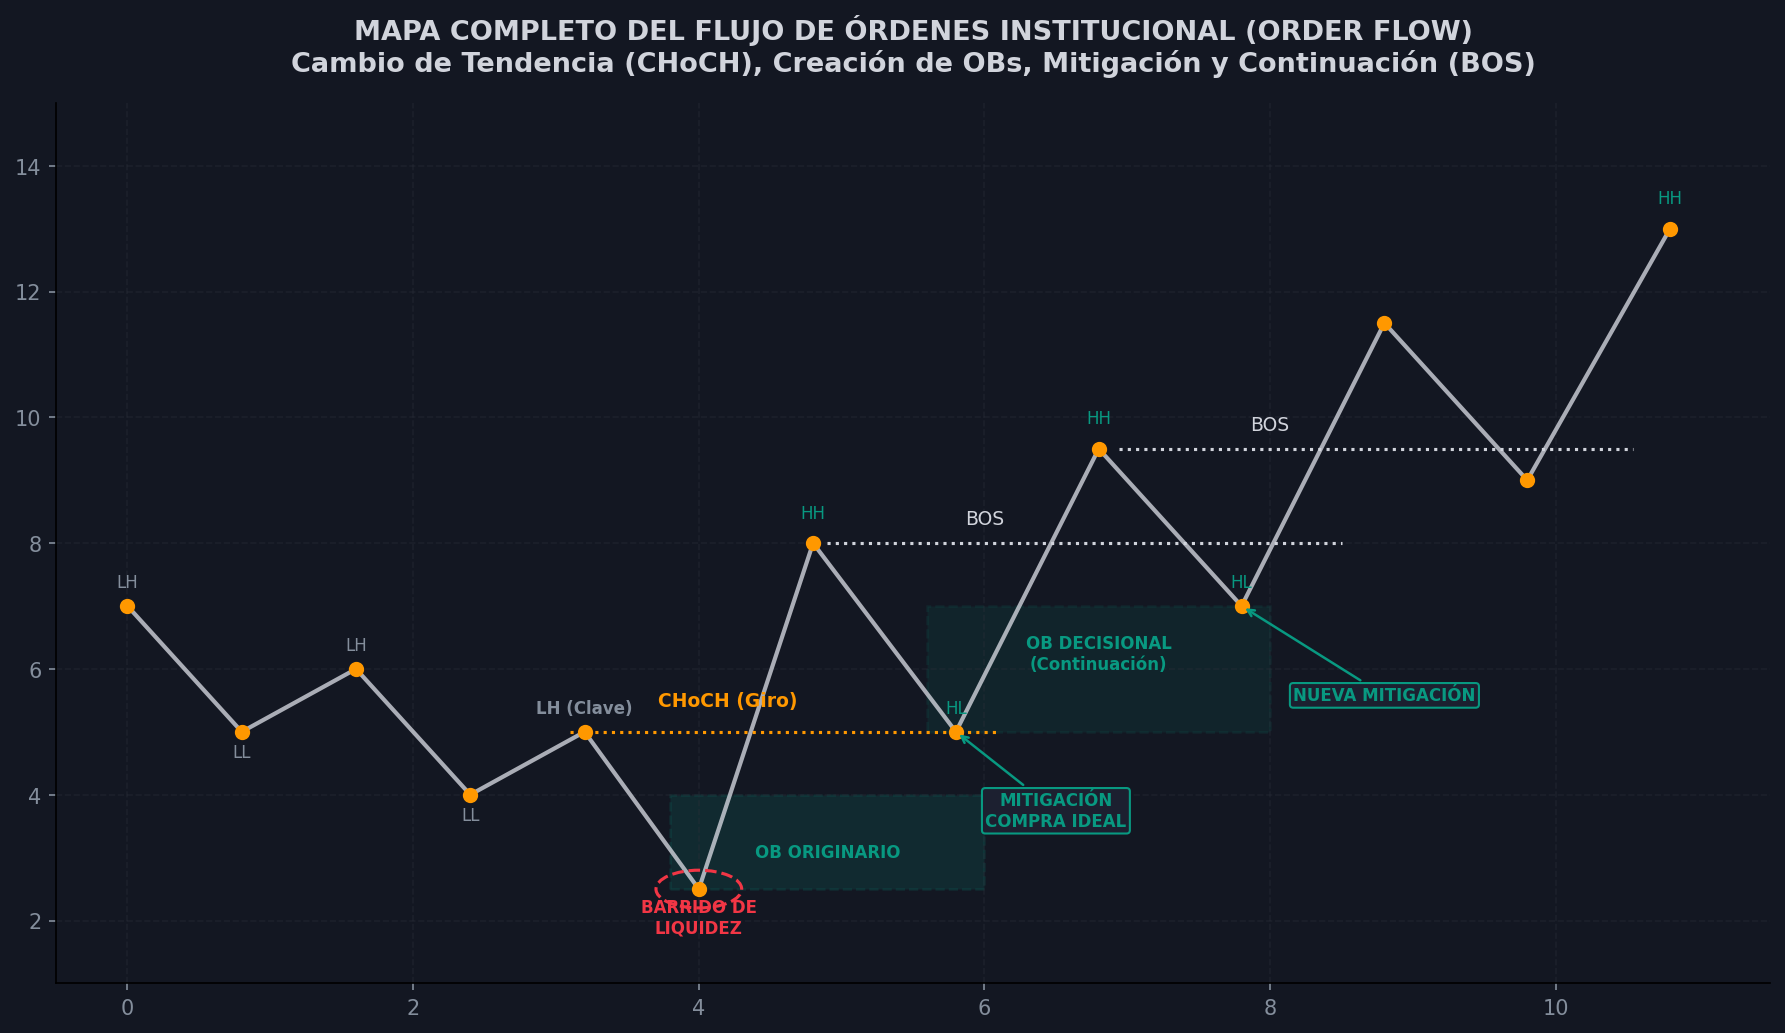 MAPA COMPLETO DEL FLUJO DE ÓRDENES INSTITUCIONAL (ORDER FLOW)
Cambio de Tendencia (CHoCH), Creación de OBs, Mitigación y Continuación (BOS)
14
12
10
8
6
4
2
HH
HH
BOS
HH
BOS
LH
HL
LH
OB DECISIONAL
(Continuación)
NUEVA MITIGACIÓN
LH (Clave)
CHoCH (Giro)
HL
LL
LL
MITIGACIÓN
COMPRA IDEAL
OB ORIGINARIO
BARRIDO DE
LIQUIDEZ
0
2
4
6
8
10